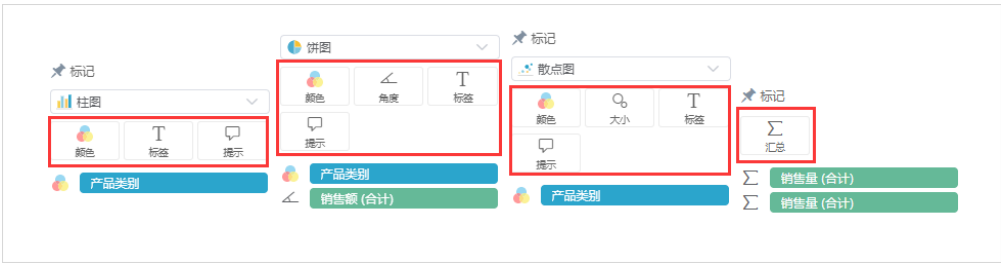 标记
柱图
颜色 标签 提示
产品类别
饼图
颜色 角度 标签
提示
产品类别
销售额 (合计)
标记
散点图
颜色 大小 标签
提示
产品类别
标记
汇总
销售量 (合计)
销售量 (合计)